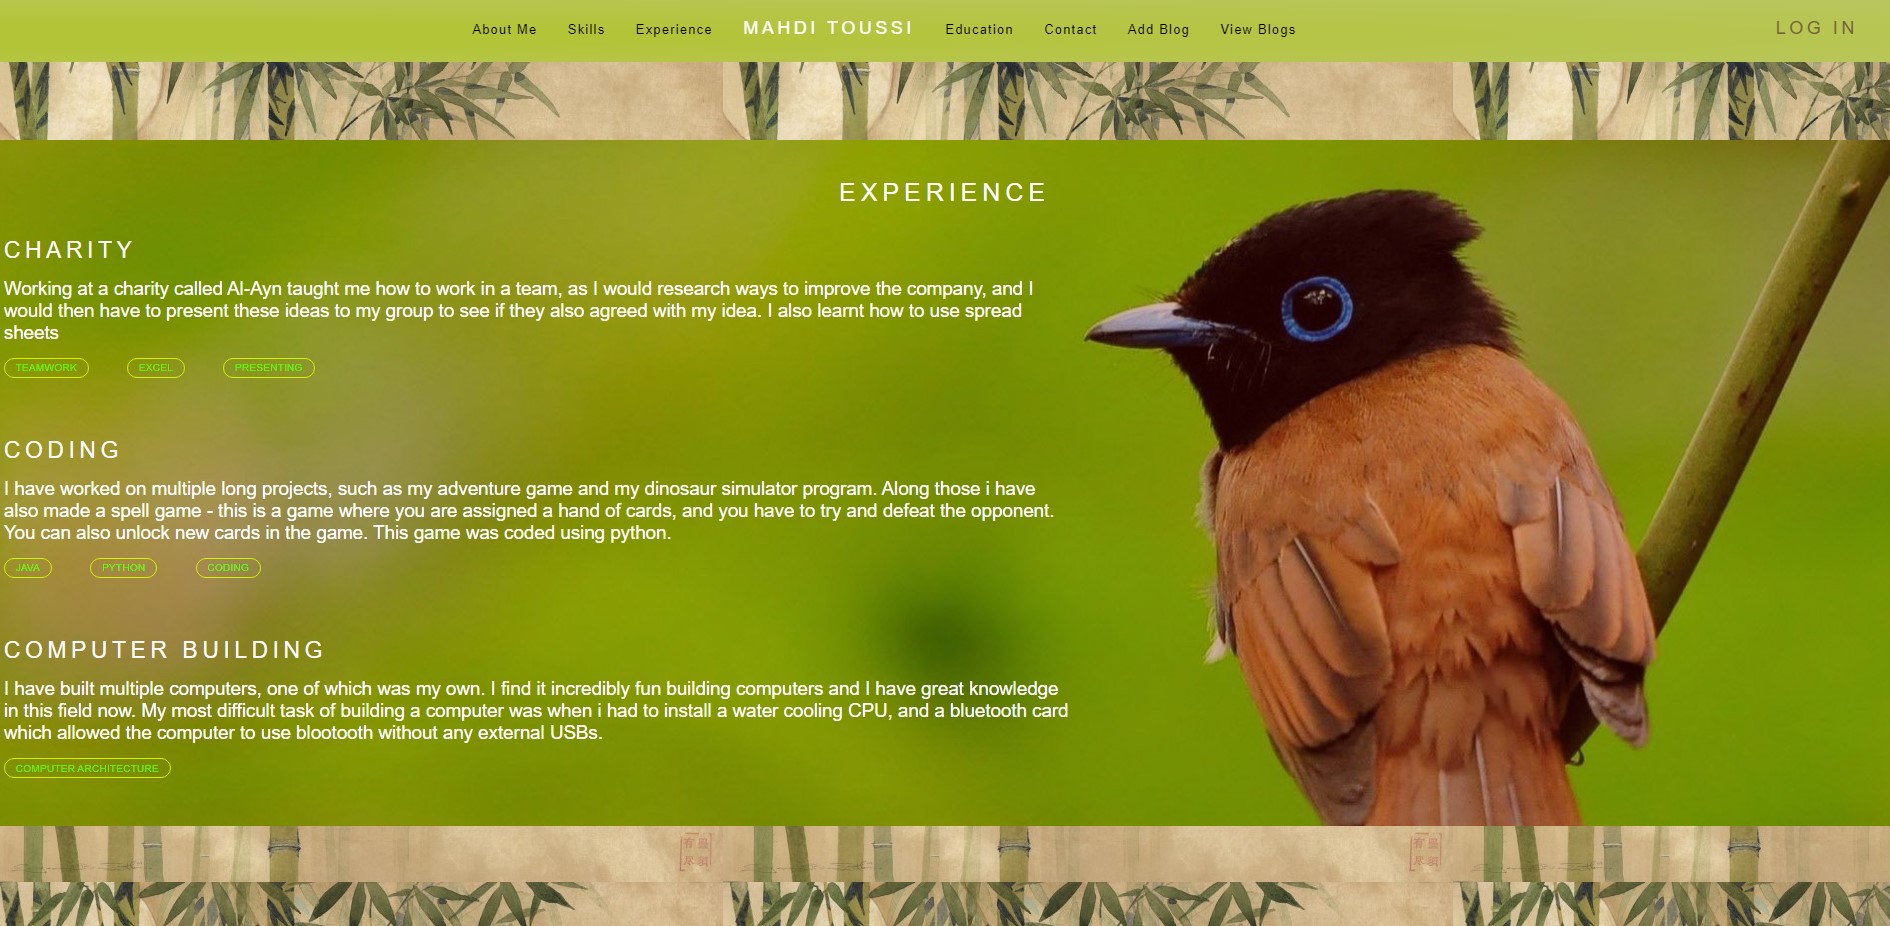 About Me Skills Experience MAHDI TOUSSI Education Contact Add Blog View Blogs LOG IN
EXPERIENCE
CHARITY
Working at a charity called Al-Ayn taught me how to work in a team, as I would research ways to improve the company, and I
would then have to present these ideas to my group to see if they also agreed with my idea. I also learnt how to use spread
sheets
TEAMWORK EXCEL PRESENTING
CODING
I have worked on multiple long projects, such as my adventure game and my dinosaur simulator program. Along those i have
also made a spell game - this is a game where you are assigned a hand of cards, and you have to try and defeat the opponent.
You can also unlock new cards in the game. This game was coded using python.
JAVA PYTHON CODING
COMPUTER BUILDING
I have built multiple computers, one of which was my own. I find it incredibly fun building computers and I have great knowledge
in this field now. My most difficult task of building a computer was when i had to install a water cooling CPU, and a bluetooth card
which allowed the computer to use blootooth without any external USBs.
COMPUTER ARCHITECTURE